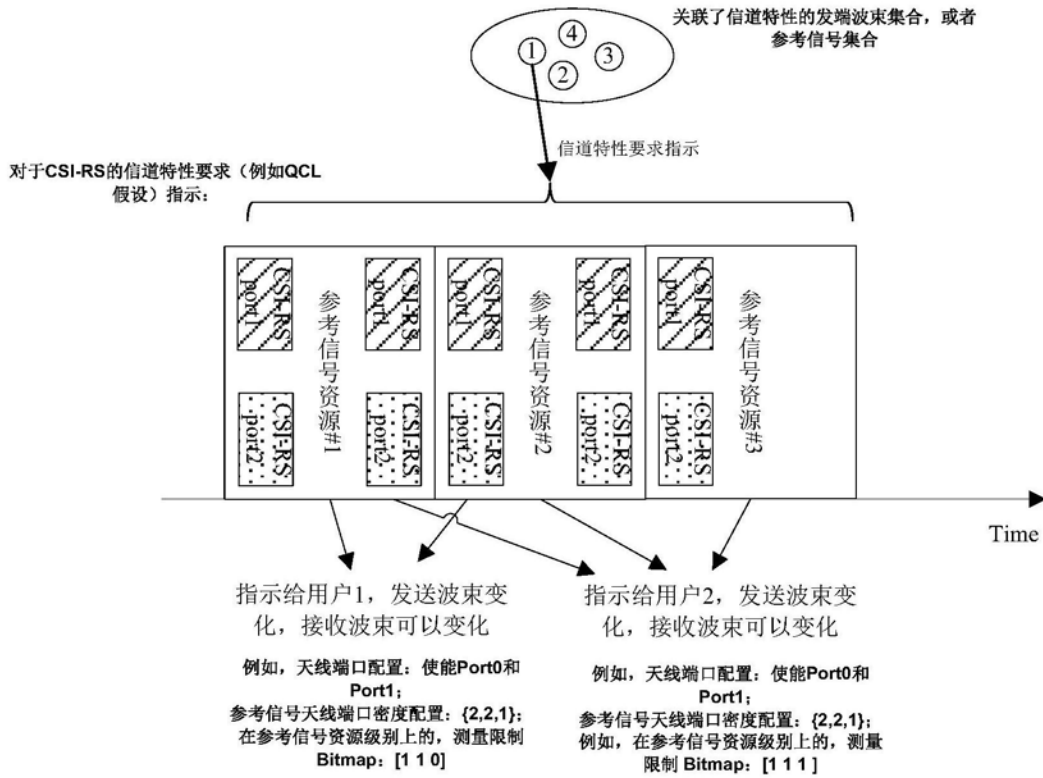 关联了信道特性的发端波束集合，或者
参考信号集合
1
4
2
3
信道特性要求指示
对于CSI-RS的信道特性要求（例如QCL
假设）指示：
CSI-RS
port1
CSI-RS
port2
参考信号资源#1
CSI-RS
port1
CSI-RS
port2
CSI-RS
port1
CSI-RS
port2
参考信号资源#2
CSI-RS
port1
CSI-RS
port2
CSI-RS
port1
CSI-RS
port2
参考信号资源#3
Time
指示给用户1，发送波束变
化，接收波束可以变化
例如，天线端口配置：使能Port0和
Port1；
参考信号天线端口密度配置：{2,2,1};
在参考信号资源级别上的，测量限制
Bitmap：[1 1 0]
指示给用户2，发送波束变
化，接收波束可以变化
例如，天线端口配置：使能Port0和
Port1；
参考信号天线端口密度配置：{2,2,1};
例如，在参考信号资源级别上的，测量
限制 Bitmap：[1 1 1 ]